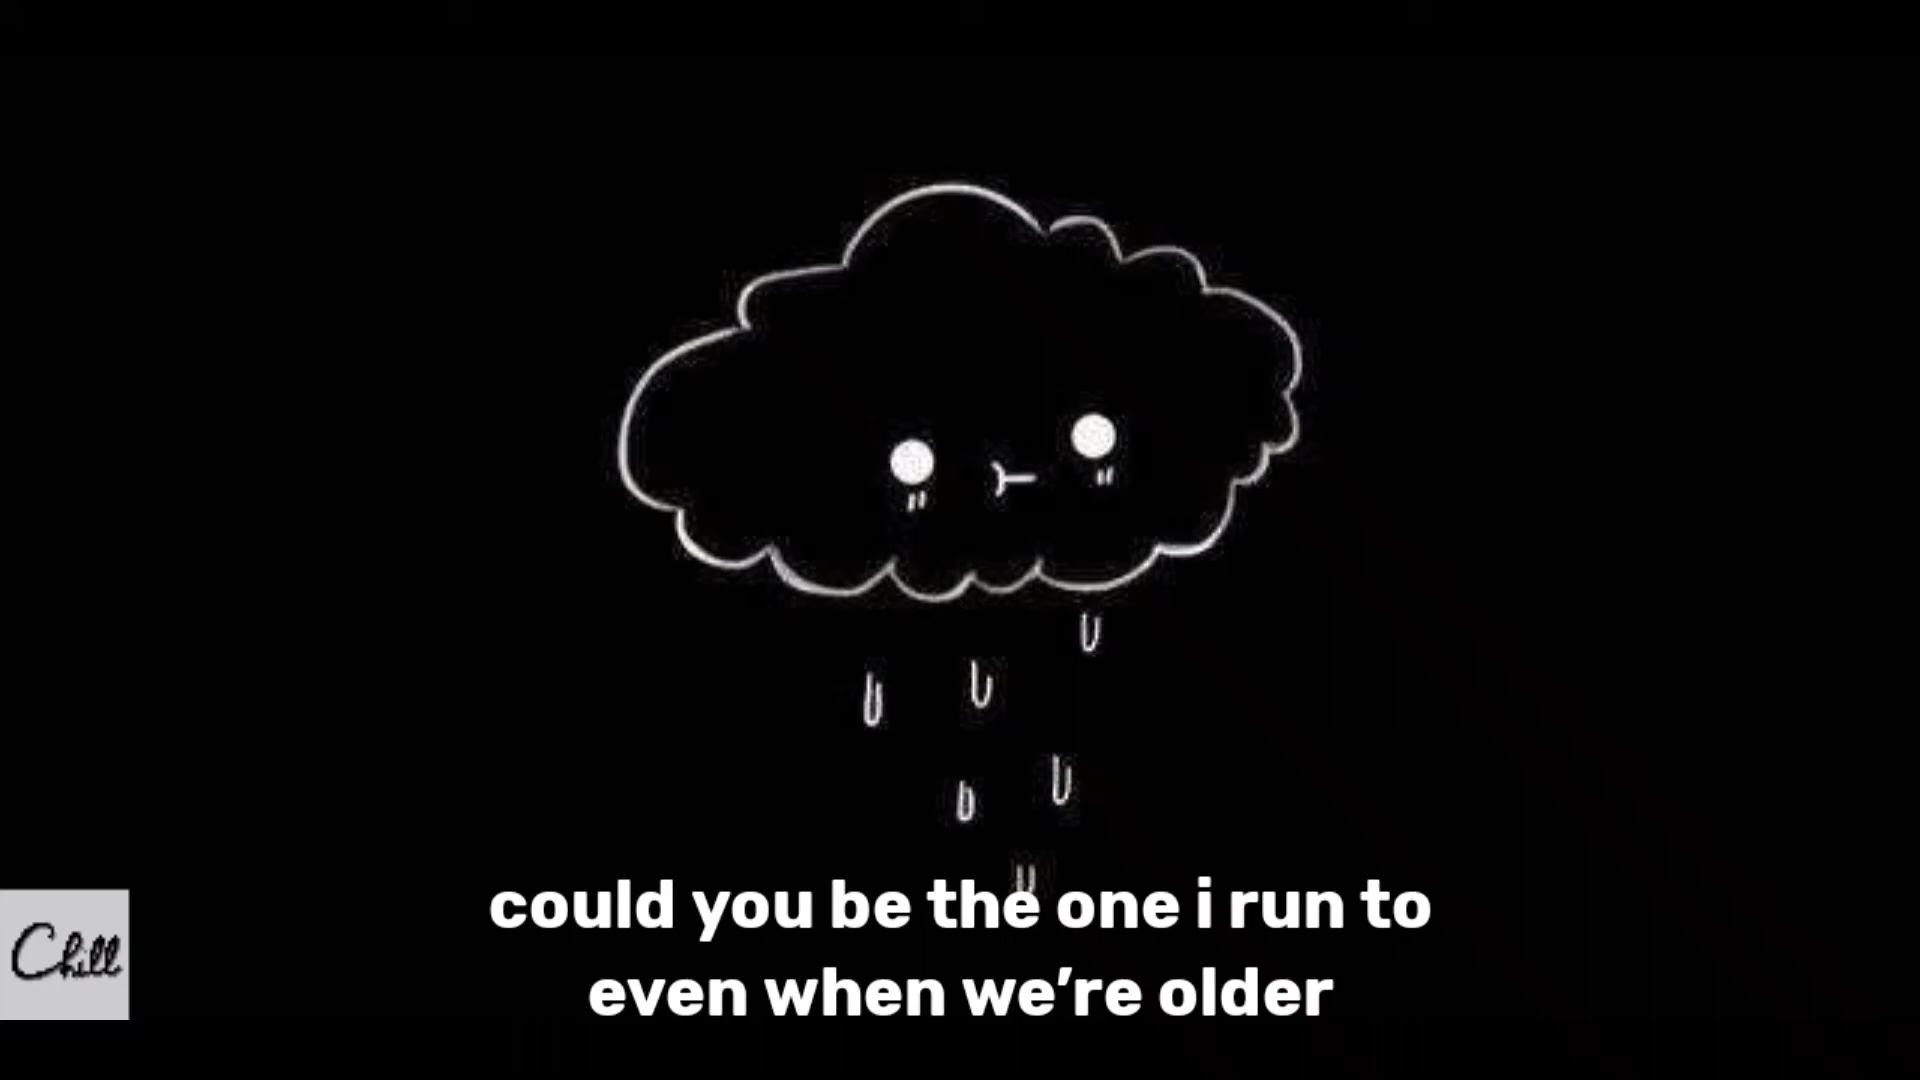 could you be the one i run to
even when we’re older
Chill